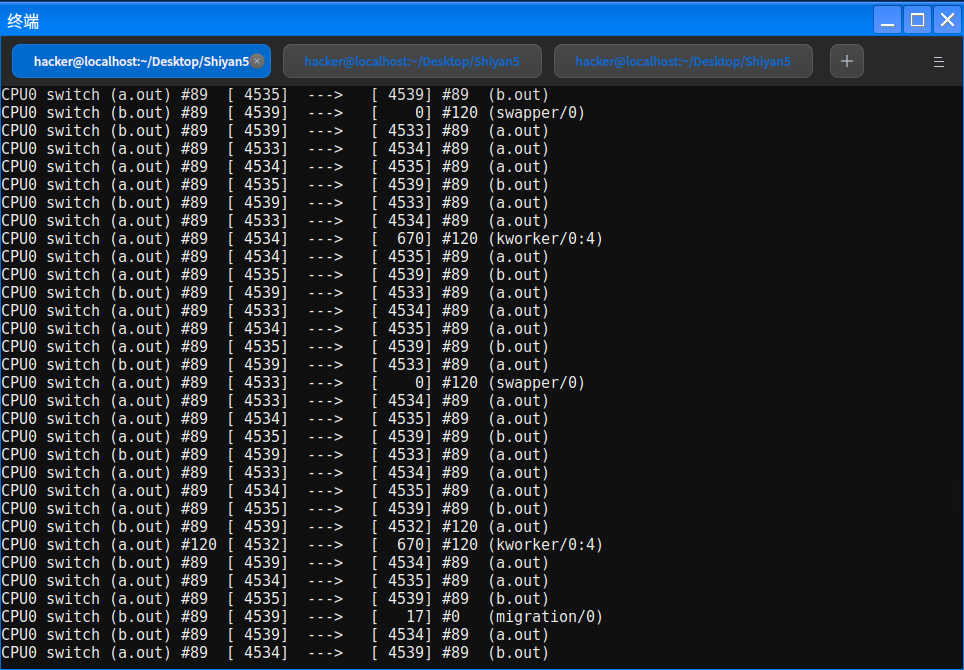 终端
hacker@localhost:~/Desktop/Shiyan5
hacker@localhost:~/Desktop/Shiyan5
hacker@localhost:~/Desktop/Shiyan5
CPU0 switch (a.out) #89  [ 4535]  --->   [ 4539] #89  (b.out)
CPU0 switch (b.out) #89  [ 4539]  --->   [    0] #120 (swapper/0)
CPU0 switch (b.out) #89  [ 4539]  --->   [ 4533] #89  (a.out)
CPU0 switch (a.out) #89  [ 4533]  --->   [ 4534] #89  (a.out)
CPU0 switch (a.out) #89  [ 4534]  --->   [ 4535] #89  (a.out)
CPU0 switch (a.out) #89  [ 4535]  --->   [ 4539] #89  (b.out)
CPU0 switch (b.out) #89  [ 4539]  --->   [ 4533] #89  (a.out)
CPU0 switch (a.out) #89  [ 4533]  --->   [ 4534] #89  (a.out)
CPU0 switch (a.out) #89  [ 4534]  --->   [  670] #120 (kworker/0:4)
CPU0 switch (a.out) #89  [ 4534]  --->   [ 4535] #89  (a.out)
CPU0 switch (a.out) #89  [ 4535]  --->   [ 4539] #89  (b.out)
CPU0 switch (b.out) #89  [ 4539]  --->   [ 4533] #89  (a.out)
CPU0 switch (a.out) #89  [ 4533]  --->   [ 4534] #89  (a.out)
CPU0 switch (a.out) #89  [ 4534]  --->   [ 4535] #89  (a.out)
CPU0 switch (a.out) #89  [ 4535]  --->   [ 4539] #89  (b.out)
CPU0 switch (b.out) #89  [ 4539]  --->   [ 4533] #89  (a.out)
CPU0 switch (a.out) #89  [ 4533]  --->   [    0] #120 (swapper/0)
CPU0 switch (a.out) #89  [ 4533]  --->   [ 4534] #89  (a.out)
CPU0 switch (a.out) #89  [ 4534]  --->   [ 4535] #89  (a.out)
CPU0 switch (a.out) #89  [ 4535]  --->   [ 4539] #89  (b.out)
CPU0 switch (b.out) #89  [ 4539]  --->   [ 4533] #89  (a.out)
CPU0 switch (a.out) #89  [ 4533]  --->   [ 4534] #89  (a.out)
CPU0 switch (a.out) #89  [ 4534]  --->   [ 4535] #89  (a.out)
CPU0 switch (a.out) #89  [ 4535]  --->   [ 4539] #89  (b.out)
CPU0 switch (b.out) #89  [ 4539]  --->   [ 4532] #120 (a.out)
CPU0 switch (a.out) #120 [ 4532]  --->   [  670] #120 (kworker/0:4)
CPU0 switch (b.out) #89  [ 4539]  --->   [ 4534] #89  (a.out)
CPU0 switch (a.out) #89  [ 4534]  --->   [ 4535] #89  (a.out)
CPU0 switch (a.out) #89  [ 4535]  --->   [ 4539] #89  (b.out)
CPU0 switch (b.out) #89  [ 4539]  --->   [   17] #0   (migration/0)
CPU0 switch (b.out) #89  [ 4539]  --->   [ 4534] #89  (a.out)
CPU0 switch (a.out) #89  [ 4534]  --->   [ 4539] #89  (b.out)